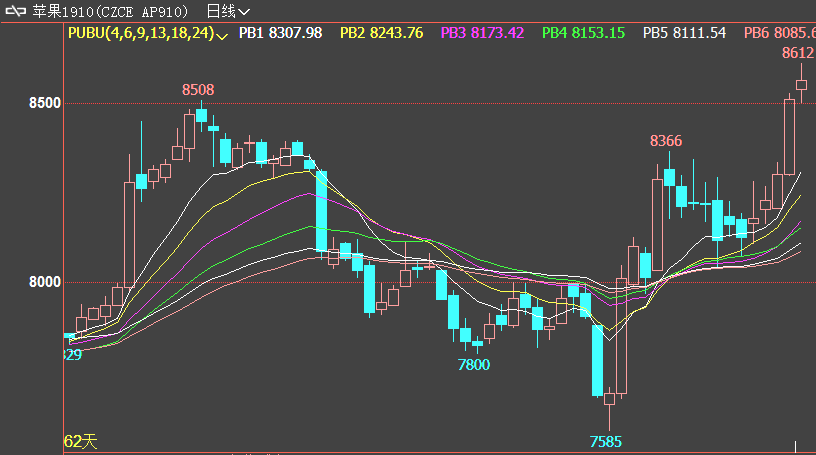 苹果1910(CZCE AP910) 日线
PUBU(4,6,9,13,18,24) PB1 8307.98 PB2 8243.76 PB3 8173.42 PB4 8153.15 PB5 8111.54 PB6 8085.6
8612
8508
8500
8366
8000
29
7800
62天
7585